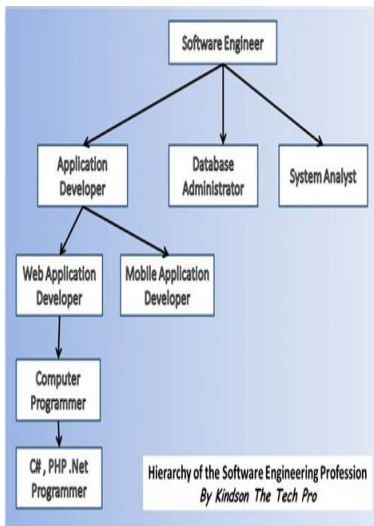 Software Engineer
Application
Developer
Database
Administrator
System Analyst
Web Application
Developer
Mobile Application
Developer
Computer
Programmer
C# , PHP .Net
Programmer
Hierarchy of the Software Engineering Profession
By Kindson The Tech Pro